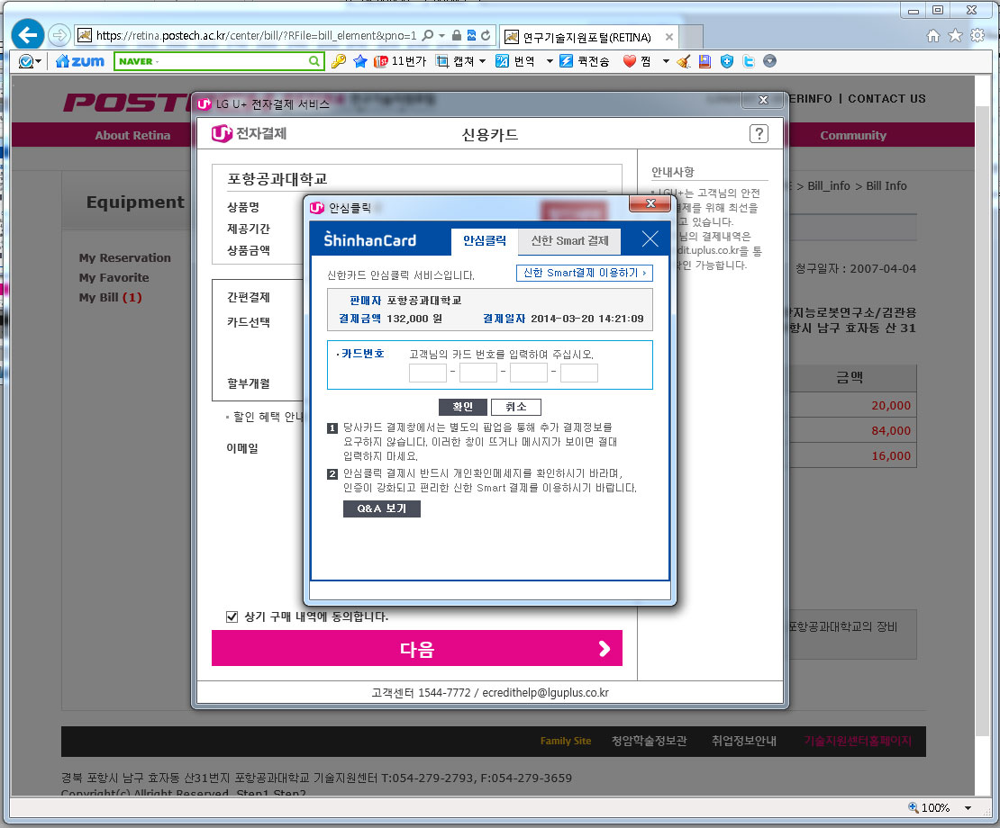 https://retina.postech.ac.kr/center/bill/?RFile=bill_element&pno=1
연구기술지원포털(RETINA)
zum
NAVER
11번가
캡쳐
번역
퀵전송
찜
POST
ERINFO | CONTACT US
About Retina
Community
Equipment
> Bill_info > Bill Info
My Reservation
My Favorite
My Bill (1)
청구일자 : 2007-04-04
지능로봇연구소/김관용
항시 남구 효자동 산 31
금액
20,000
84,000
16,000
포항공과대학교의 장비
LG U+ 전자결제 서비스
U+ 전자결제
신용카드
?
포항공과대학교
상품명
제공기간
상품금액
간편결제
카드선택
할부개월
할인 혜택 안내
이메일
안내사항
LGU+는 고객님의 안전
결제를 위해 최선을
고 있습니다.
님의 결제내역은
dit.uplus.co.kr을 통
확인 가능합니다.
안심클릭
ShinhanCard
안심클릭
신한 Smart 결제
신한카드 안심클릭 서비스입니다.
신한 Smart결제 이용하기 ›
판매자 포항공과대학교
결제금액 132,000 원 결제일자 2014-03-20 14:21:09
· 카드번호 고객님의 카드 번호를 입력하여 주십시오.
- - -
확인 취소
1 당사카드 결제창에서는 별도의 팝업을 통해 추가 결제정보를
요구하지 않습니다. 이러한 창이 뜨거나 메시지가 보이면 절대
입력하지 마세요.
2 안심클릭 결제시 반드시 개인확인메세지를 확인하시기 바라며,
인증이 강화되고 편리한 신한 Smart 결제를 이용하시기 바랍니다.
Q&A 보기
상기 구매 내역에 동의합니다.
다음
고객센터 1544-7772 / ecredithelp@lguplus.co.kr
Family Site 청암학술정보관 취업정보안내 기술지원센터홈페이지
경북 포항시 남구 효자동 산31번지 포항공과대학교 기술지원센터 T:054-279-2793, F:054-279-3659
Copyright(c) Allright Reserved. Step1 Step2
100%